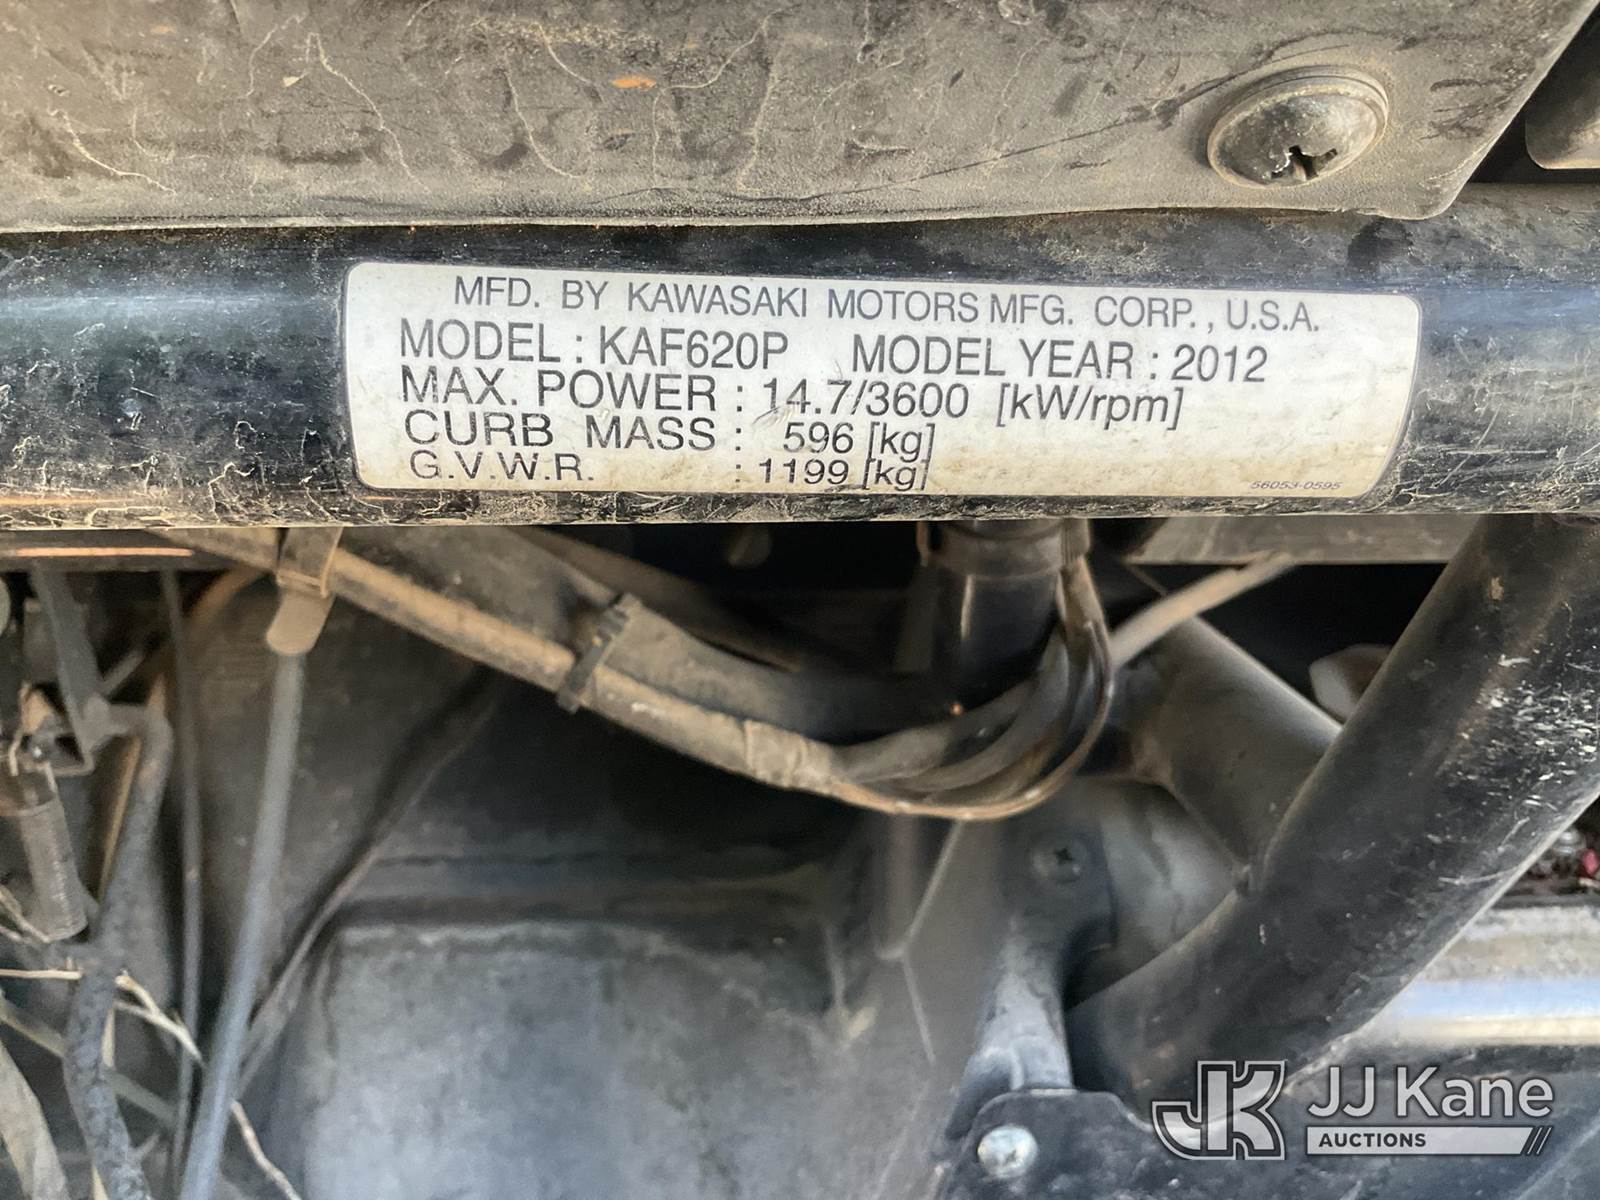 MFD. BY KAWASAKI MOTORS MFG. CORP., U.S.A.
MODEL : KAF620P MODEL YEAR : 2012
MAX. POWER : 14.7/3600 [kW/rpm]
CURB MASS : 596 [kg]
G.V.W.R. : 1199 [kg]
56053-0595
JK JJ Kane
AUCTIONS